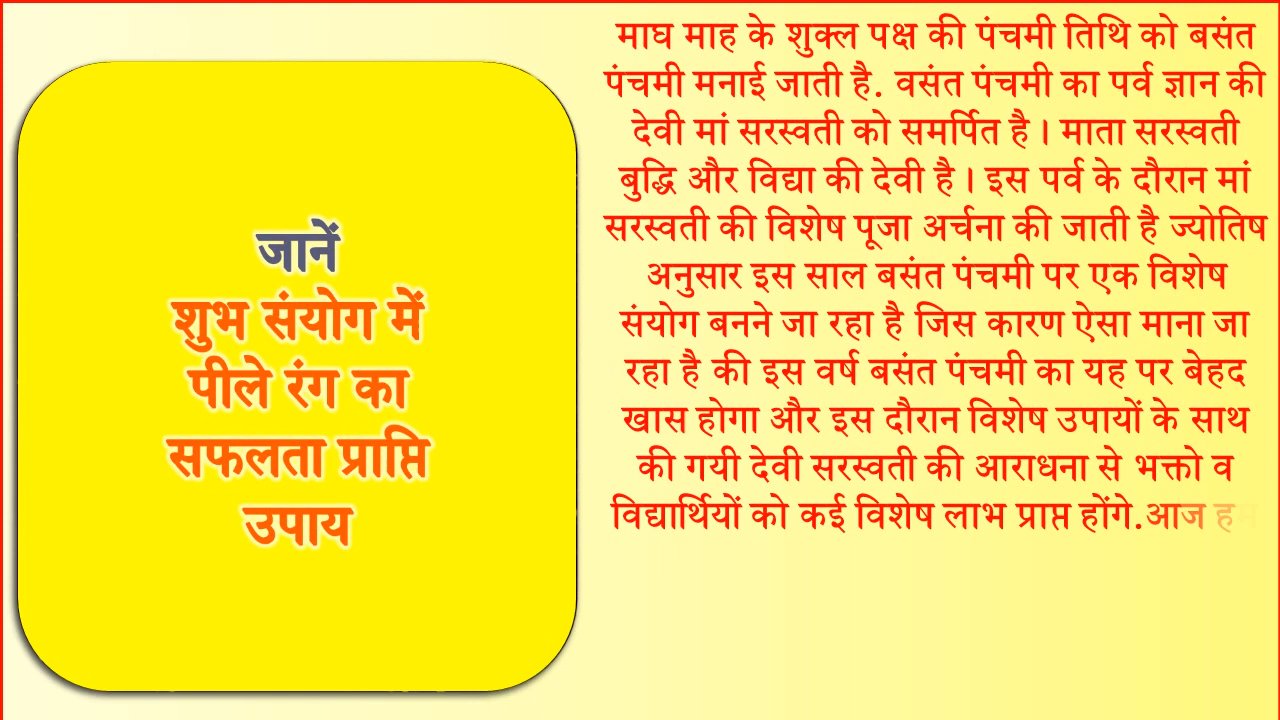 जानें
शुभ संयोग में
पीले रंग का
सफलता प्राप्ति
उपाय
माघ माह के शुक्ल पक्ष की पंचमी तिथि को बसंत
पंचमी मनाई जाती है. वसंत पंचमी का पर्व ज्ञान की
देवी मां सरस्वती को समर्पित है । माता सरस्वती
बुद्धि और विद्या की देवी है । इस पर्व के दौरान मां
सरस्वती की विशेष पूजा अर्चना की जाती है ज्योतिष
अनुसार इस साल बसंत पंचमी पर एक विशेष
संयोग बनने जा रहा है जिस कारण ऐसा माना जा
रहा है की इस वर्ष बसंत पंचमी का यह पर बेहद
खास होगा और इस दौरान विशेष उपायों के साथ
की गयी देवी सरस्वती की आराधना से भक्तो व
विद्यार्थियों को कई विशेष लाभ प्राप्त होंगे.आज हम